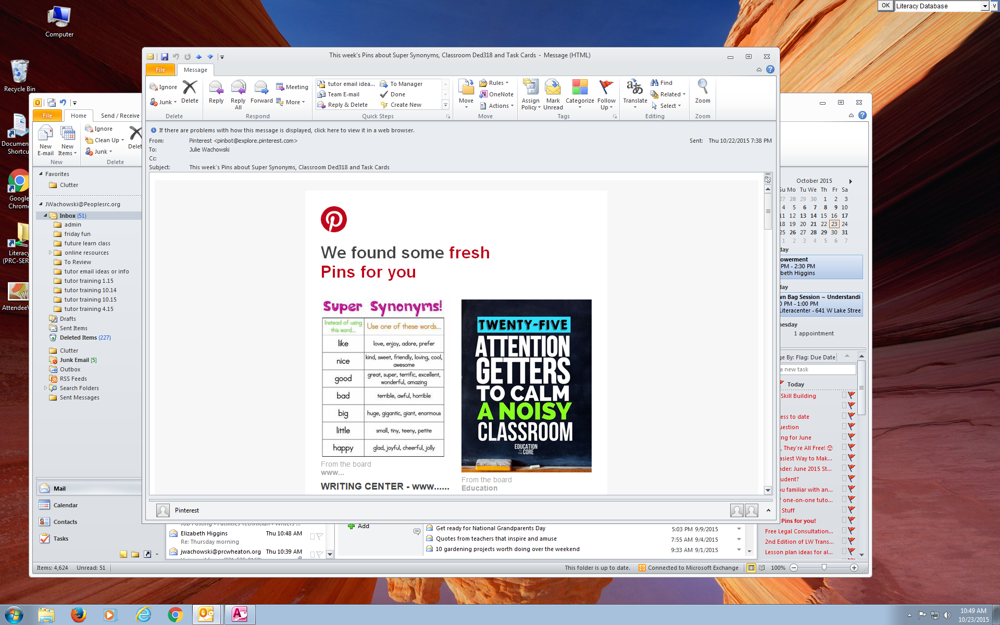 OK Literacy Database v
Computer
Recycle Bin
Google
Chrome
Literacy
(PRC-SER
This week's Pins about Super Synonyms, Classroom Ded318 and Task Cards - Message (HTML)
File Message
Ignore
Junk
Delete
Reply
Reply
All
Forward
Meeting
More
tutor email idea...
Team E-mail
Reply & Delete
To Manager
Done
Create New
Move
Rules
OneNote
Actions
Assign
Policy
Mark
Unread
Categorize
Follow
Up
Translate
Find
Related
Select
Zoom
Delete Respond Quick Steps Move Tags Editing Zoom
If there are problems with how this message is displayed, click here to view it in a web browser.
From: Pinterest <pinbot@explore.pinterest.com> Sent: Thu 10/22/2015 7:38 PM
To: Julie Wachowski
Cc:
Subject: This week's Pins about Super Synonyms, Classroom Ded318 and Task Cards
We found some fresh
Pins for you
Super Synonyms!
Instead of using
this word...
Use one of these words...
like love, enjoy, adore, prefer
nice kind, sweet, friendly, loving, cool,
awesome
good great, super, terrific, excellent,
wonderful, amazing
bad terrible, awful, horrible
big huge, gigantic, giant, enormous
little small, tiny, teeny, petite
happy glad, joyful, cheerful, jolly
From the board
www...
WRITING CENTER - www......
TWENTY-FIVE
ATTENTION
GETTERS
TO CALM
A NOISY
CLASSROOM
EDUCATION
TO THE
CORE
From the board
Education
Pinterest
File Home Send / Receive
New
E-mail
New
Items
Ignore
Clean Up
Junk
New Delete
Favorites
Clutter
JWachowski@Peoplesrc.org
Inbox (51)
admin
friday fun
future learn class
online resources
To Review
tutor email ideas or info
tutor training 1.15
tutor training 10.14
tutor training 10.15
tutor training 4.15
Drafts
Sent Items
Deleted Items (227)
Clutter
Junk Email [5]
Outbox
RSS Feeds
Search Folders
Sent Messages
Mail
Calendar
Contacts
Tasks
Elizabeth Higgins Thu 10:48 AM
Re: Thursday morning
jwachowski@prcwheaton.org Thu 10:39 AM
Add
Get ready for National Grandparents Day 5:03 PM 9/9/2015
Quotes from teachers that inspire and amuse 7:55 AM 9/4/2015
10 gardening projects worth doing over the weekend 9:33 AM 9/1/2015
October 2015
Su Mo Tu We Th Fr Sa
27 28 29 30 1 2 3
4 5 6 7 8 9 10
11 12 13 14 15 16 17
18 19 20 21 22 23 24
25 26 27 28 29 30 31
1 2 3 4 5 6 7
day
owerment
PM - 2:30 PM
beth Higgins
day
wn Bag Session ~ Understandi
0 PM - 1:00 PM
Literacenter - 641 W Lake Stree
nesday
1 appointment
ge By: Flag: Due Date
a new task
Today
Skill Building
ess to date
uestion
ing for June
, They're All Free!
asiest Way to Mak...
nder: June 2015 St...
udent?
ou familiar with an...
f one-on-one tuto...
Stuff
Pins for you!
Free Legal Consultation...
2nd Edition of LW Trans...
Lesson plan ideas for al...
Items: 4,624 Unread: 51 This folder is up to date. Connected to Microsoft Exchange 100%
10:49 AM
10/23/2015